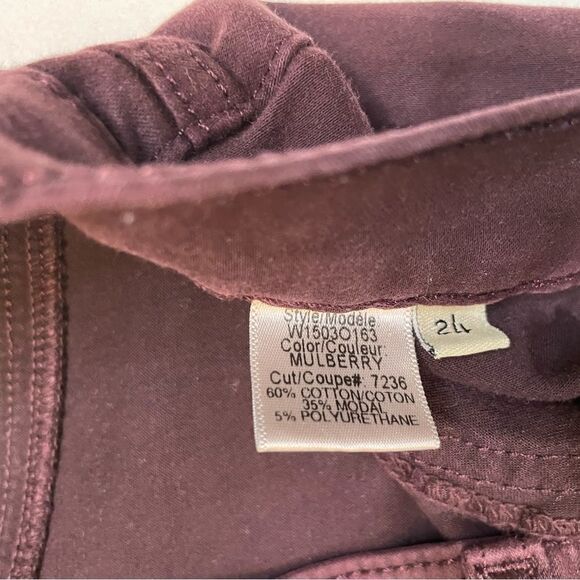 Style/Modèle
W1503O163
Color/Couleur:
MULBERRY
Cut/Coupe#: 7236
60% COTTON/COTON
35% MODAL
5% POLYURETHANE
24